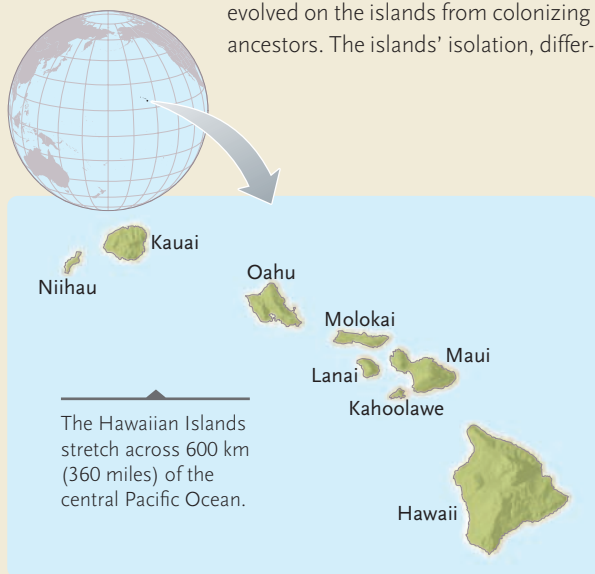 evolved on the islands from colonizing
ancestors. The islands’ isolation, differ-
Kauai
Niihau
Oahu
Molokai
Lanai
Maui
Kahoolawe
The Hawaiian Islands
stretch across 600 km
(360 miles) of the
central Pacific Ocean.
Hawaii